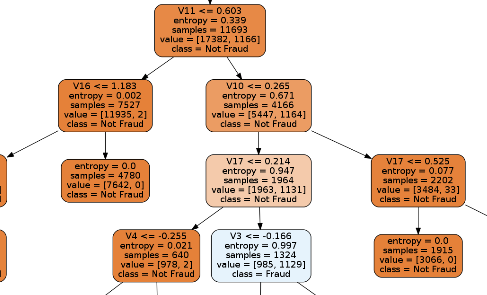 V11 <= 0.603
entropy = 0.339
samples = 11693
value = [17382, 1166]
class = Not Fraud
V16 <= 1.183
entropy = 0.002
samples = 7527
value = [11935, 2]
class = Not Fraud
V10 <= 0.265
entropy = 0.671
samples = 4166
value = [5447, 1164]
class = Not Fraud
entropy = 0.0
samples = 4780
value = [7642, 0]
class = Not Fraud
V17 <= 0.214
entropy = 0.947
samples = 1964
value = [1963, 1131]
class = Not Fraud
V17 <= 0.525
entropy = 0.077
samples = 2202
value = [3484, 33]
class = Not Fraud
]
V4 <= -0.255
entropy = 0.021
samples = 640
value = [978, 2]
class = Not Fraud
V3 <= -0.166
entropy = 0.997
samples = 1324
value = [985, 1129]
class = Fraud
entropy = 0.0
samples = 1915
value = [3066, 0]
class = Not Fraud
]